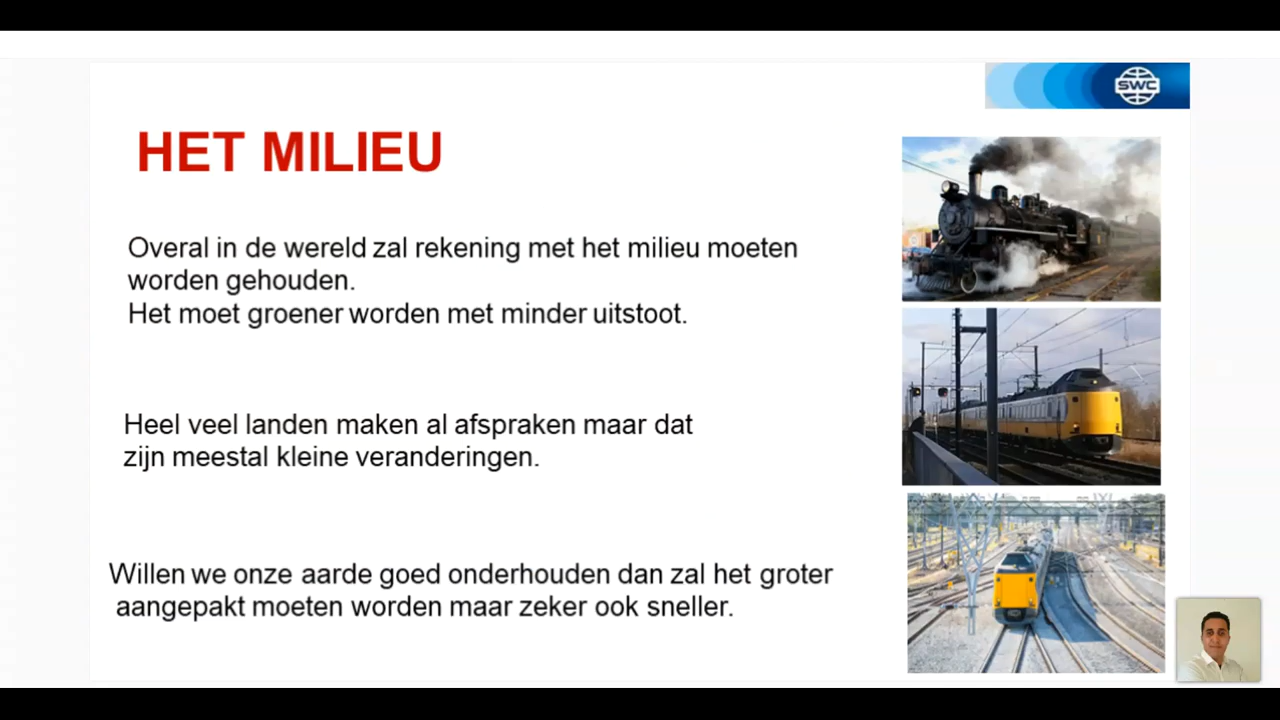 SWC
HET MILIEU
Overal in de wereld zal rekening met het milieu moeten
worden gehouden.
Het moet groener worden met minder uitstoot.
Heel veel landen maken al afspraken maar dat
zijn meestal kleine veranderingen.
Willen we onze aarde goed onderhouden dan zal het groter
aangepakt moeten worden maar zeker ook sneller.